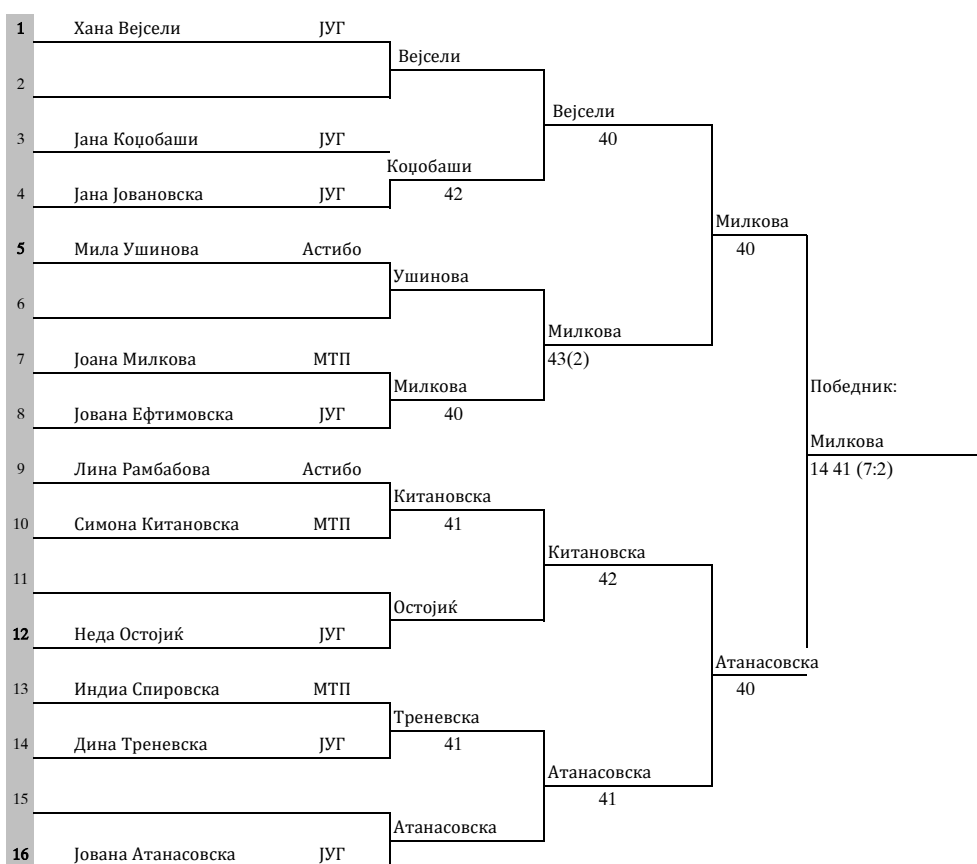 1 Хана Вејсели ЈУГ
Вејсели
2
Вејсели
3 Јана Коџобаши ЈУГ 40
Коџобаши
4 Јана Јовановска ЈУГ 42
Милкова
5 Мила Ушинова Астибо 40
Ушинова
6
Милкова
7 Јоана Милкова МТП 43(2)
Милкова Победник:
8 Јована Ефтимовска ЈУГ 40
Милкова
9 Лина Рамбабова Астибо 14 41 (7:2)
Китановска
10 Симона Китановска МТП 41
Китановска
11 42
Остојиќ
12 Неда Остојиќ ЈУГ
Атанасовска
13 Индиа Спировска МТП 40
Треневска
14 Дина Треневска ЈУГ 41
Атанасовска
15 41
Атанасовска
16 Јована Атанасовска ЈУГ